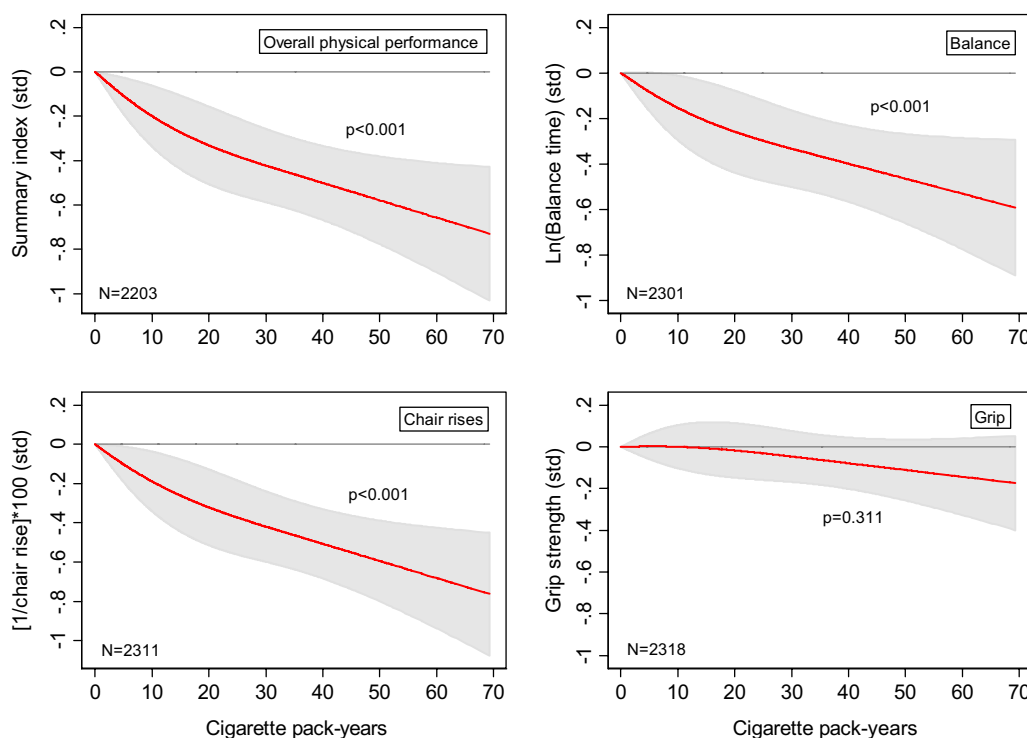 Overall physical performance
Summary index (std)
.2
0
-.2
-.4
-.6
-.8
-1
p<0.001
N=2203
0 10 20 30 40 50 60 70
Balance
Ln(Balance time) (std)
.2
0
-.2
-.4
-.6
-.8
-1
p<0.001
N=2301
0 10 20 30 40 50 60 70
Chair rises
[1/chair rise]*100 (std)
.2
0
-.2
-.4
-.6
-.8
-1
p<0.001
N=2311
0 10 20 30 40 50 60 70
Cigarette pack-years
Grip
Grip strength (std)
.2
0
-.2
-.4
-.6
-.8
-1
p=0.311
N=2318
0 10 20 30 40 50 60 70
Cigarette pack-years